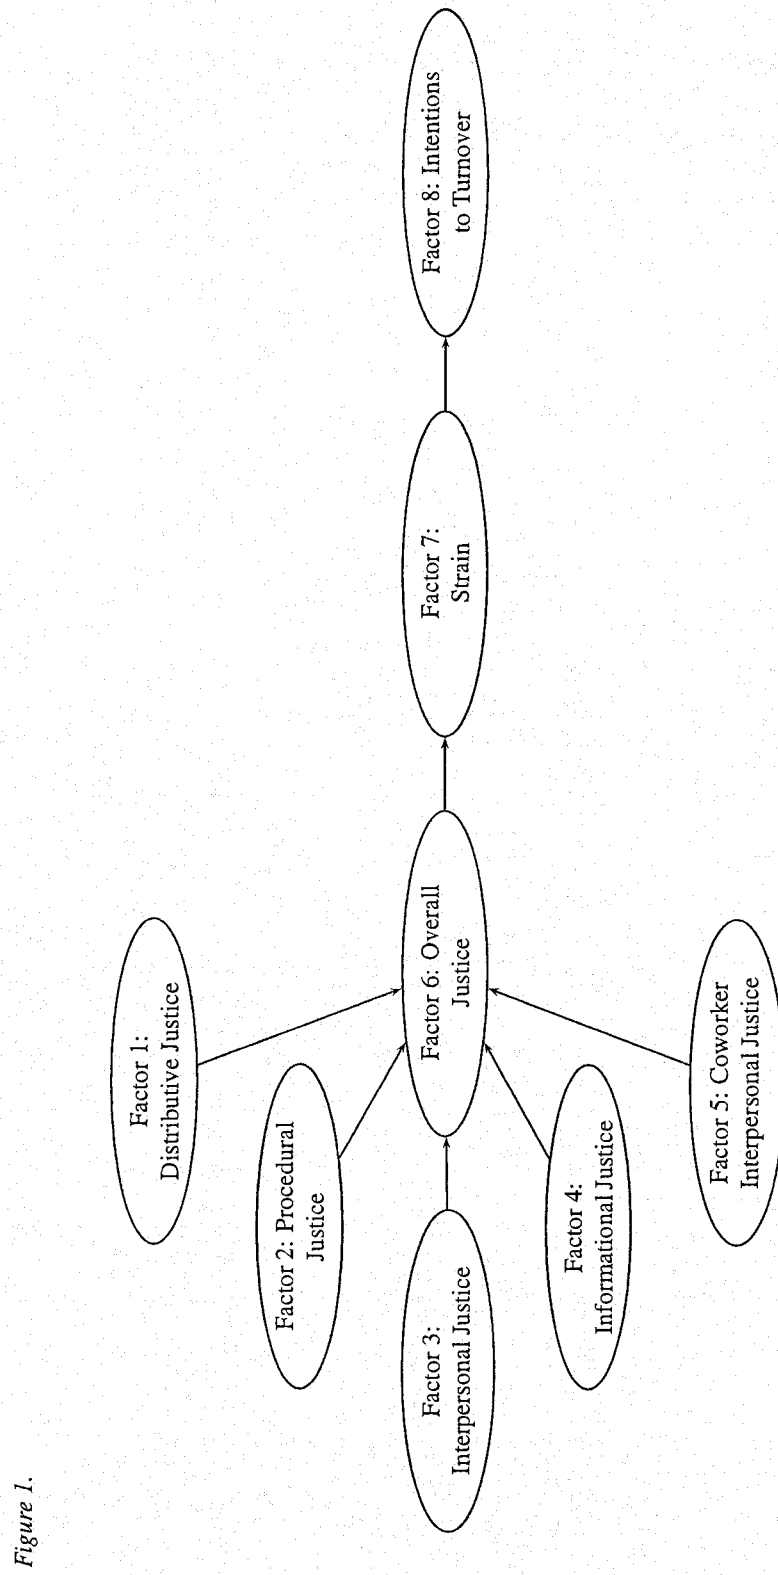 Figure 1.
Factor 1:
Distributive Justice
Factor 2: Procedural
Justice
Factor 3:
Interpersonal Justice
Factor 4:
Informational Justice
Factor 5: Coworker
Interpersonal Justice
Factor 6: Overall
Justice
Factor 7:
Strain
Factor 8: Intentions
to Turnover